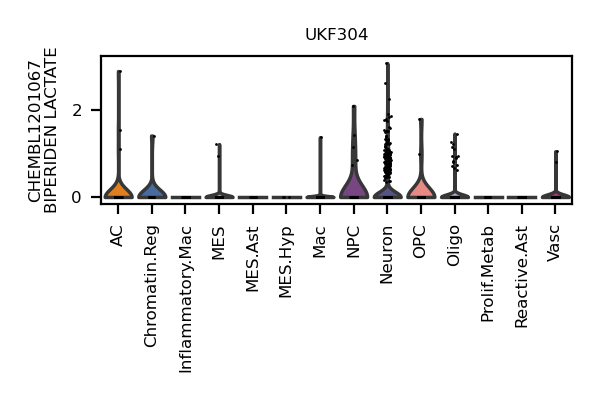 UKF304
CHEMBL1201067
BIPERIDEN LACTATE
2
0
AC
Chromatin.Reg
Inflammatory.Mac
MES
MES.Ast
MES.Hyp
Mac
NPC
Neuron
OPC
Oligo
Prolif.Metab
Reactive.Ast
Vasc